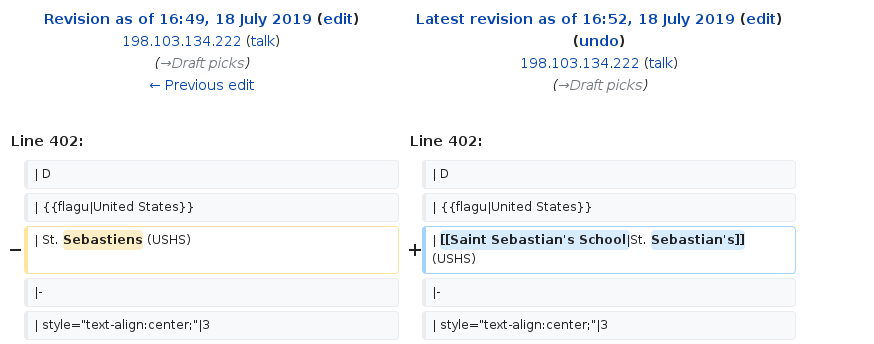 Revision as of 16:49, 18 July 2019 (edit)
198.103.134.222 (talk)
(→Draft picks)
← Previous edit
Latest revision as of 16:52, 18 July 2019 (edit)
(undo)
198.103.134.222 (talk)
(→Draft picks)
Line 402:
Line 402:
| D
| D
| {{flagu|United States}}
| {{flagu|United States}}
− | St. Sebastiens (USHS)
+ | [[Saint Sebastian's School|St. Sebastian's]]
(USHS)
|-
|-
| style="text-align:center;"|3
| style="text-align:center;"|3